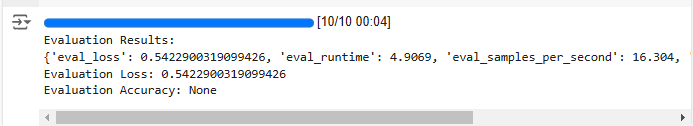 [10/10 00:04]
Evaluation Results:
{'eval_loss': 0.5422900319099426, 'eval_runtime': 4.9069, 'eval_samples_per_second': 16.304,
Evaluation Loss: 0.5422900319099426
Evaluation Accuracy: None